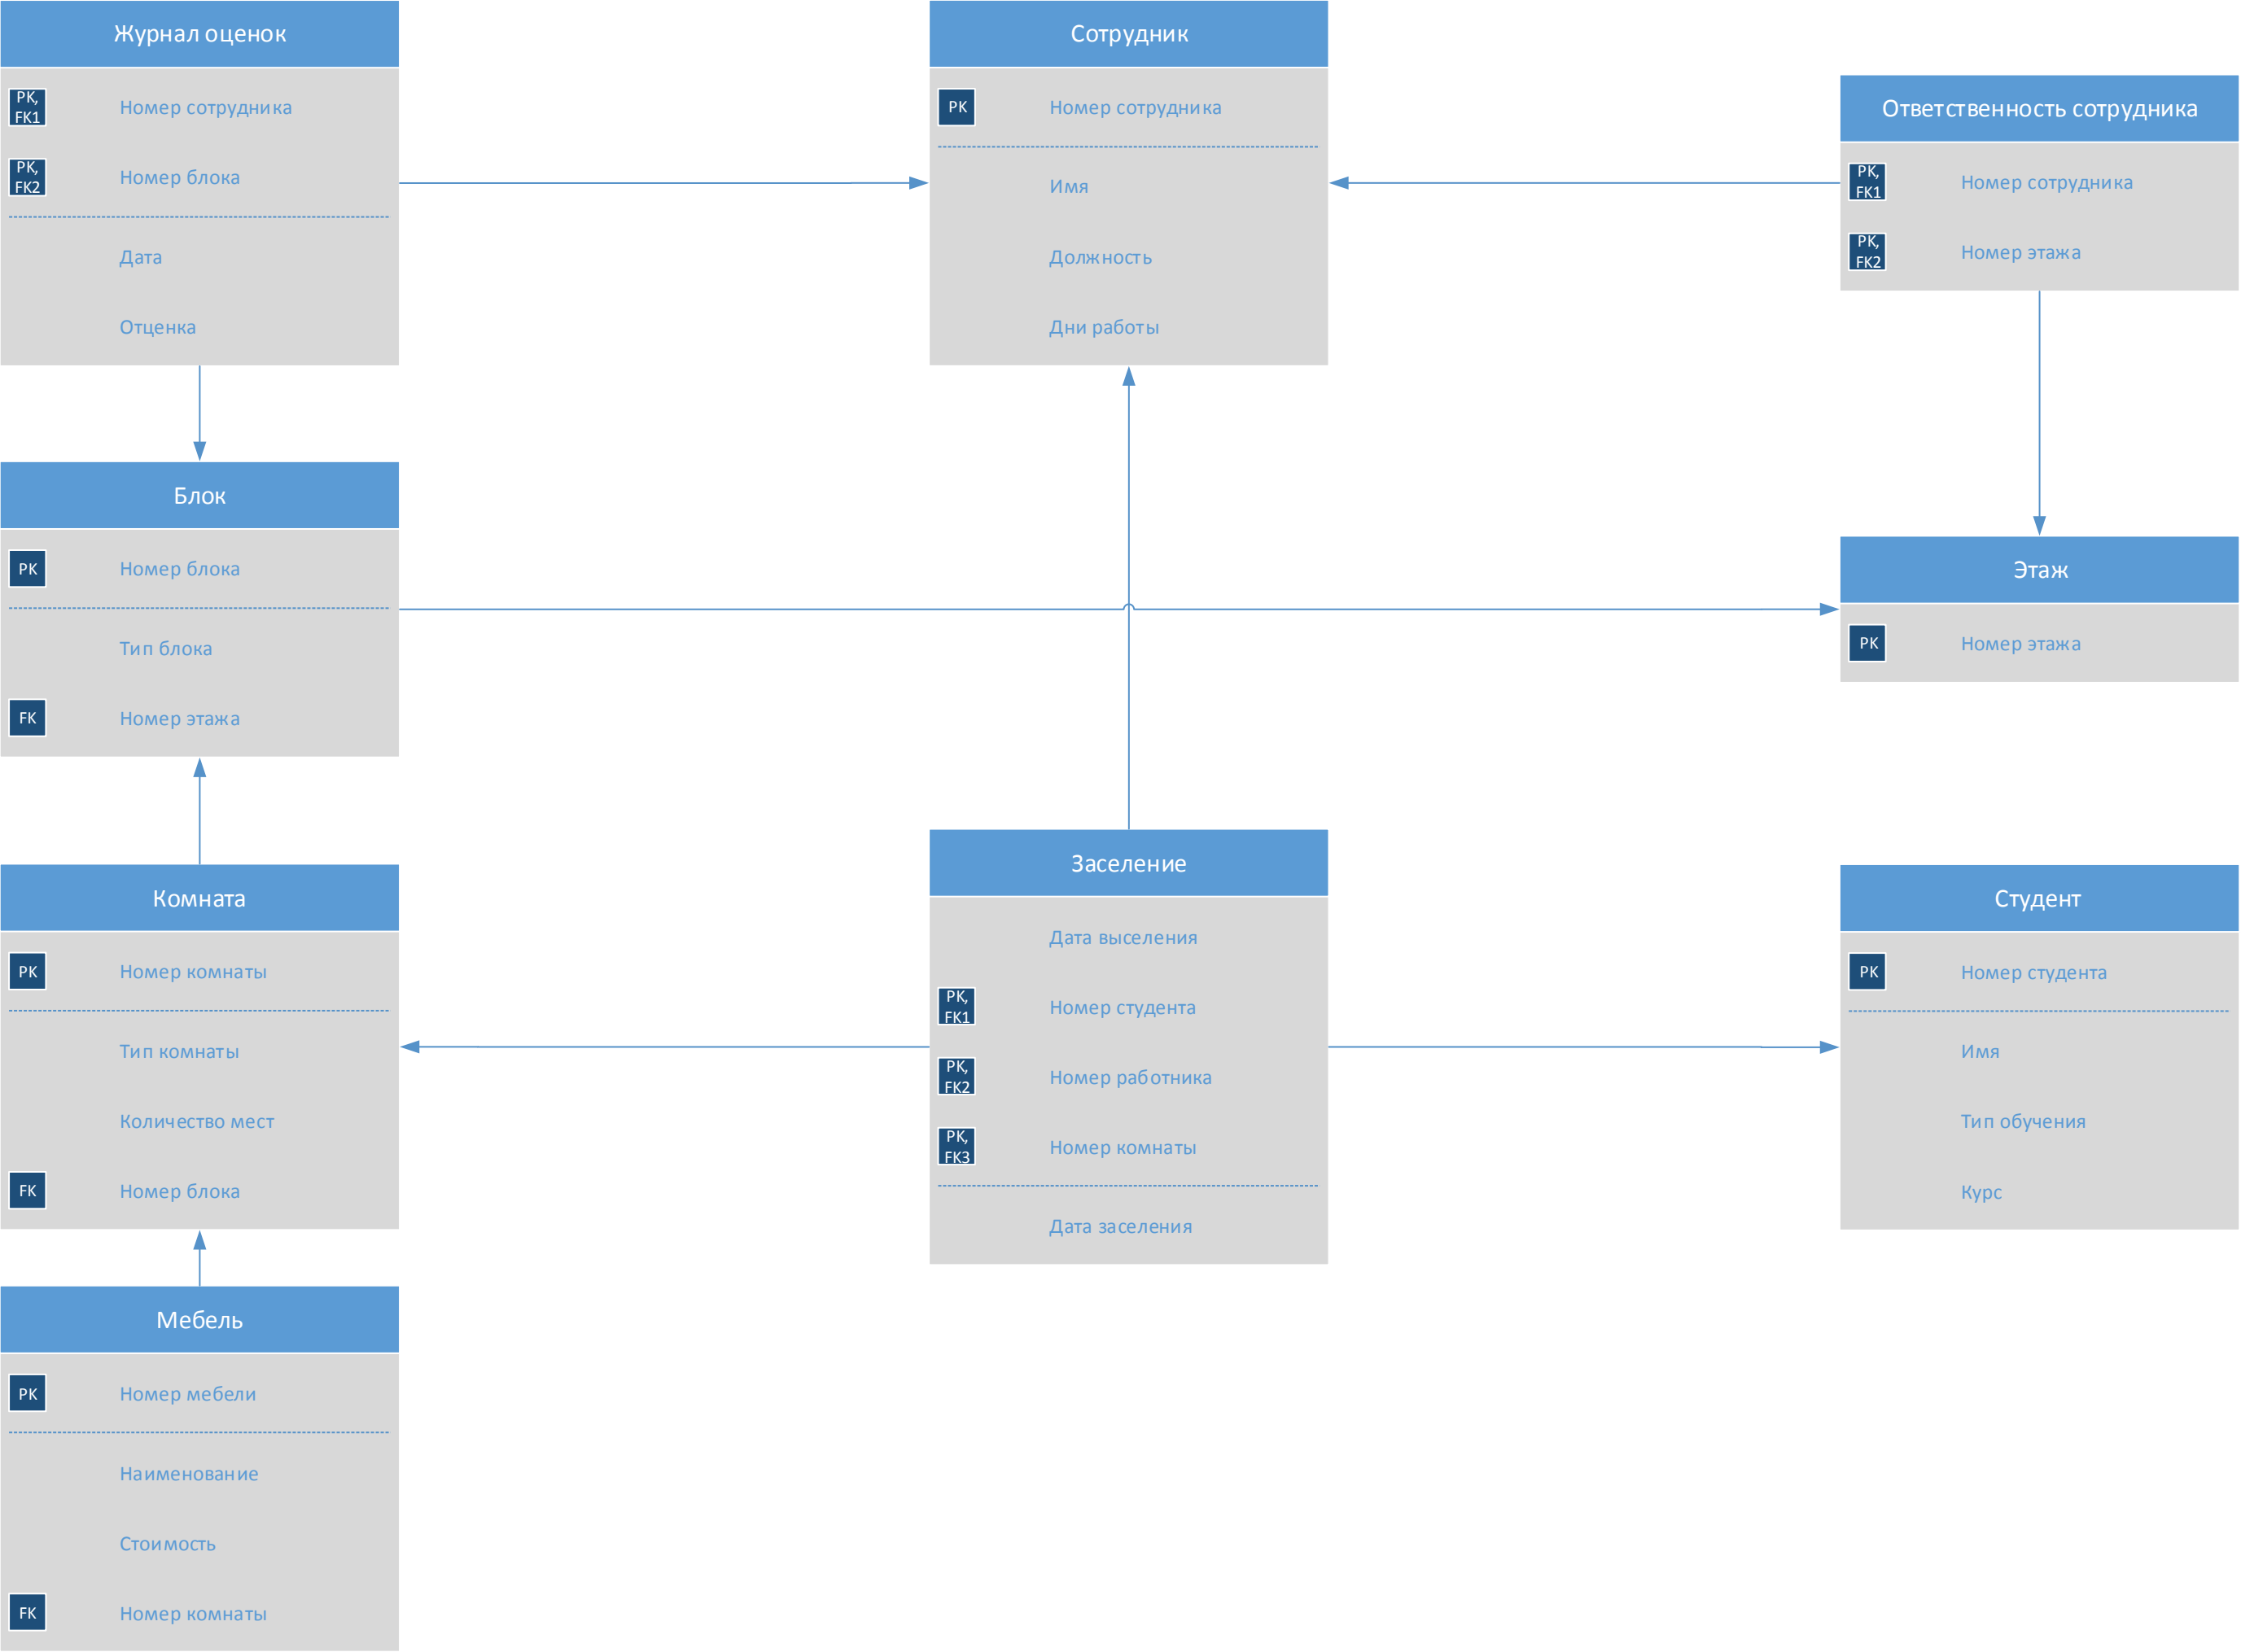 Журнал оценок
PK,
FK1
Номер сотрудника
PK,
FK2
Номер блока
Дата
Отценка
Сотрудник
PK
Номер сотрудника
Имя
Должность
Дни работы
Ответственность сотрудника
PK,
FK1
Номер сотрудника
PK,
FK2
Номер этажа
Блок
PK
Номер блока
Тип блока
FK
Номер этажа
Этаж
PK
Номер этажа
Комната
PK
Номер комнаты
Тип комнаты
Количество мест
FK
Номер блока
Заселение
Дата выселения
PK,
FK1
Номер студента
PK,
FK2
Номер работника
PK,
FK3
Номер комнаты
Дата заселения
Студент
PK
Номер студента
Имя
Тип обучения
Курс
Мебель
PK
Номер мебели
Наименование
Стоимость
FK
Номер комнаты